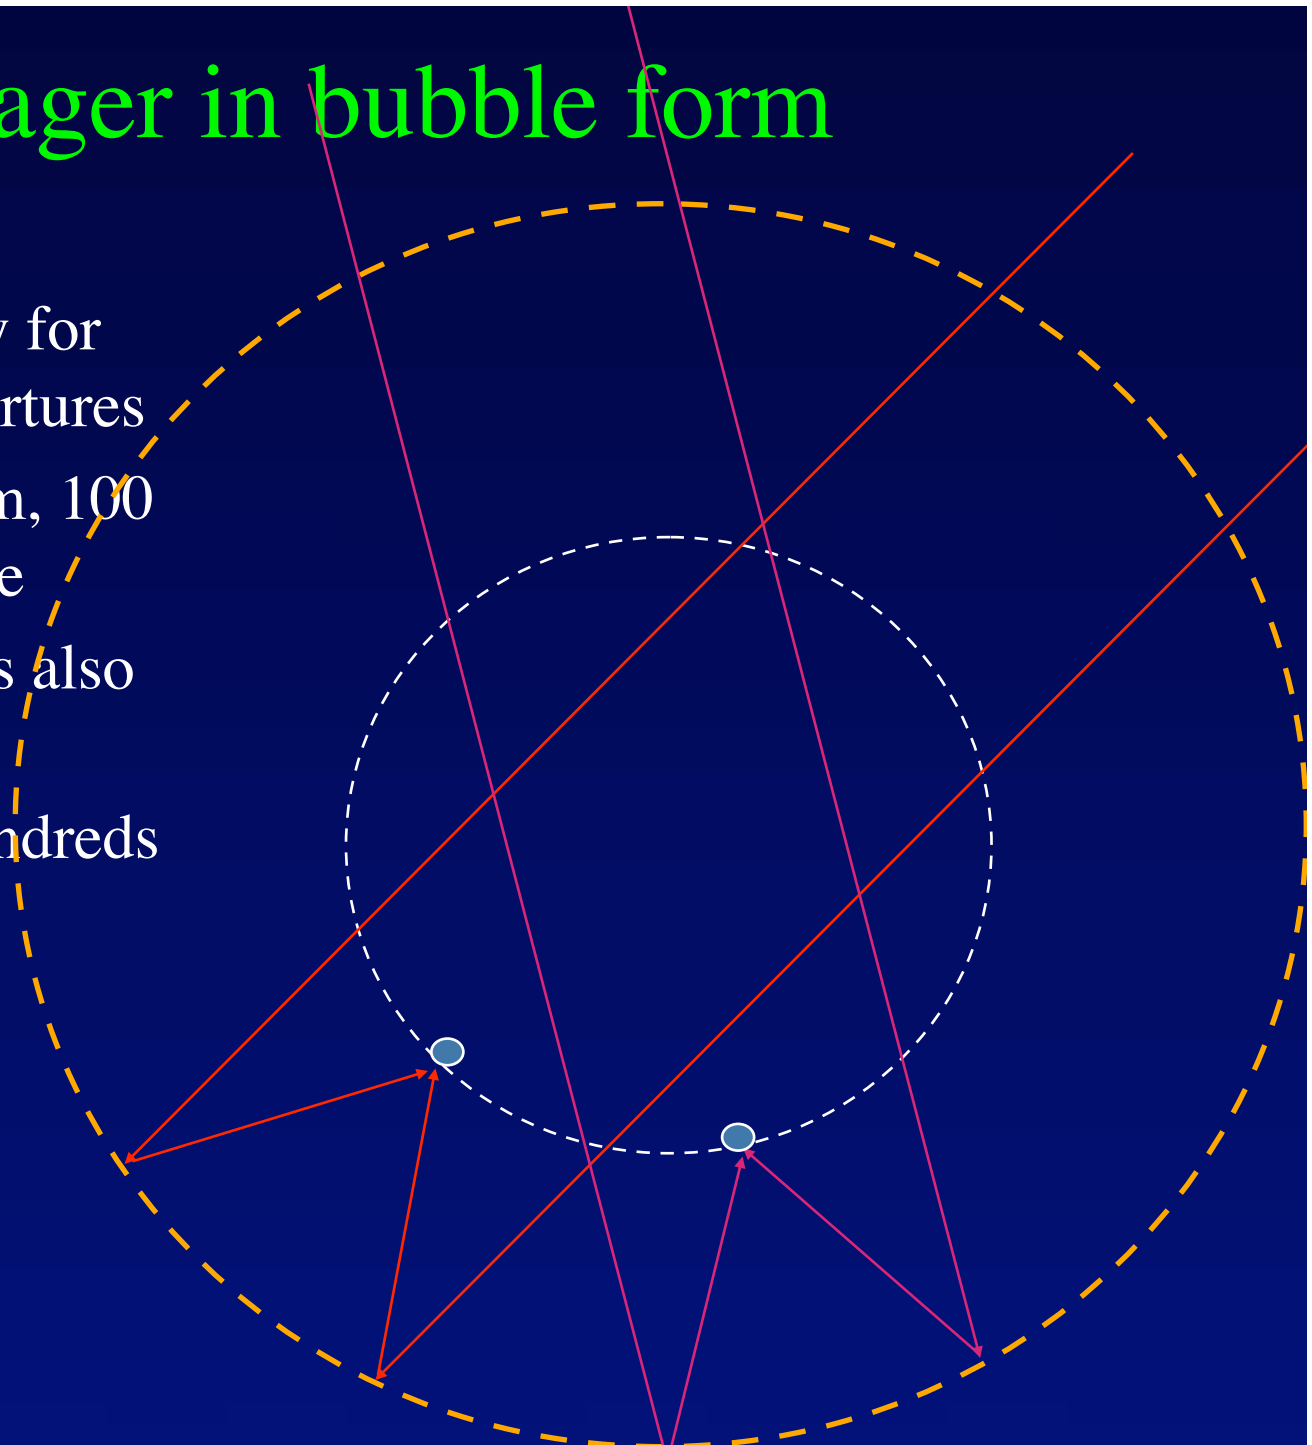 ager in bubble form
for
rtures
m, 100
e
s also
ndreds